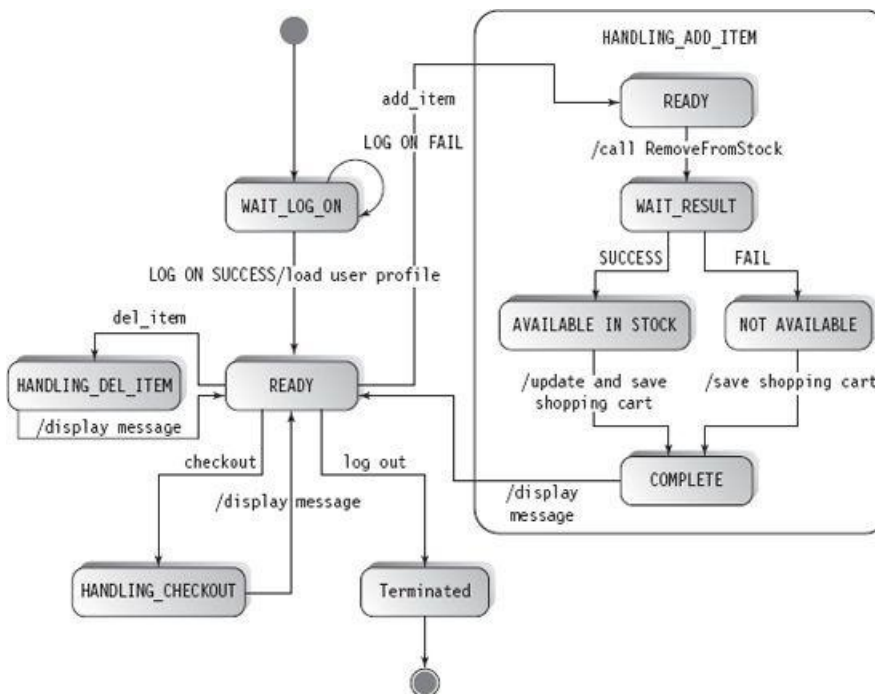 HANDLING_ADD_ITEM
add_item
READY
LOG ON FAIL
/call RemoveFromStock
WAIT_LOG_ON
WAIT_RESULT
SUCCESS
FAIL
LOG ON SUCCESS/load user profile
AVAILABLE IN STOCK
NOT AVAILABLE
del_item
HANDLING_DEL_ITEM
READY
/update and save
shopping cart
/save shopping cart
/display message
checkout
log out
COMPLETE
/display message
/display
message
HANDLING_CHECKOUT
Terminated